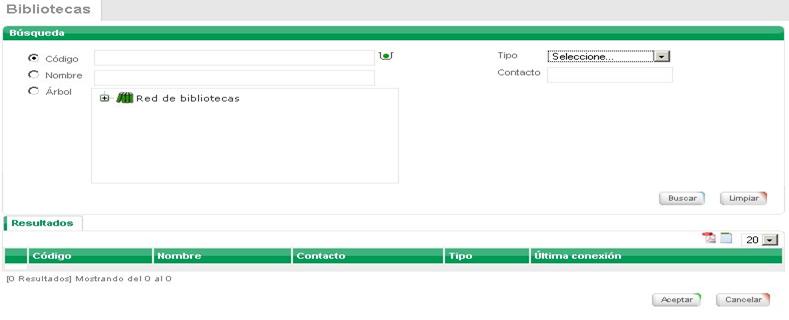 Bibliotecas
Búsqueda
Código
Tipo
Seleccione...
Nombre
Contacto
Árbol
Red de bibliotecas
Buscar
Limpiar
Resultados
20
Código Nombre Contacto Tipo Última conexión
[0 Resultados] Mostrando del 0 al 0
Aceptar
Cancelar